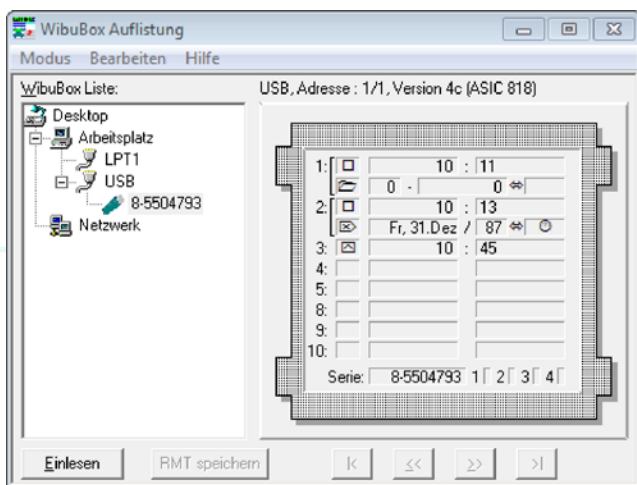 WibuBox Auflistung
Modus Bearbeiten Hilfe
WibuBox Liste:
USB, Adresse : 1/1, Version 4c (ASIC 818)
Desktop
Arbeitsplatz
LPT1
USB
8-5504793
Netzwerk
1: 10 : 11
0 - 0
2: 10 : 13
Fr, 31.Dez / 87
3: 10 : 45
4:
5:
8:
9:
10:
Serie: 8-5504793 1 2 3 4
Einlesen RMT speichern |< << >> >|